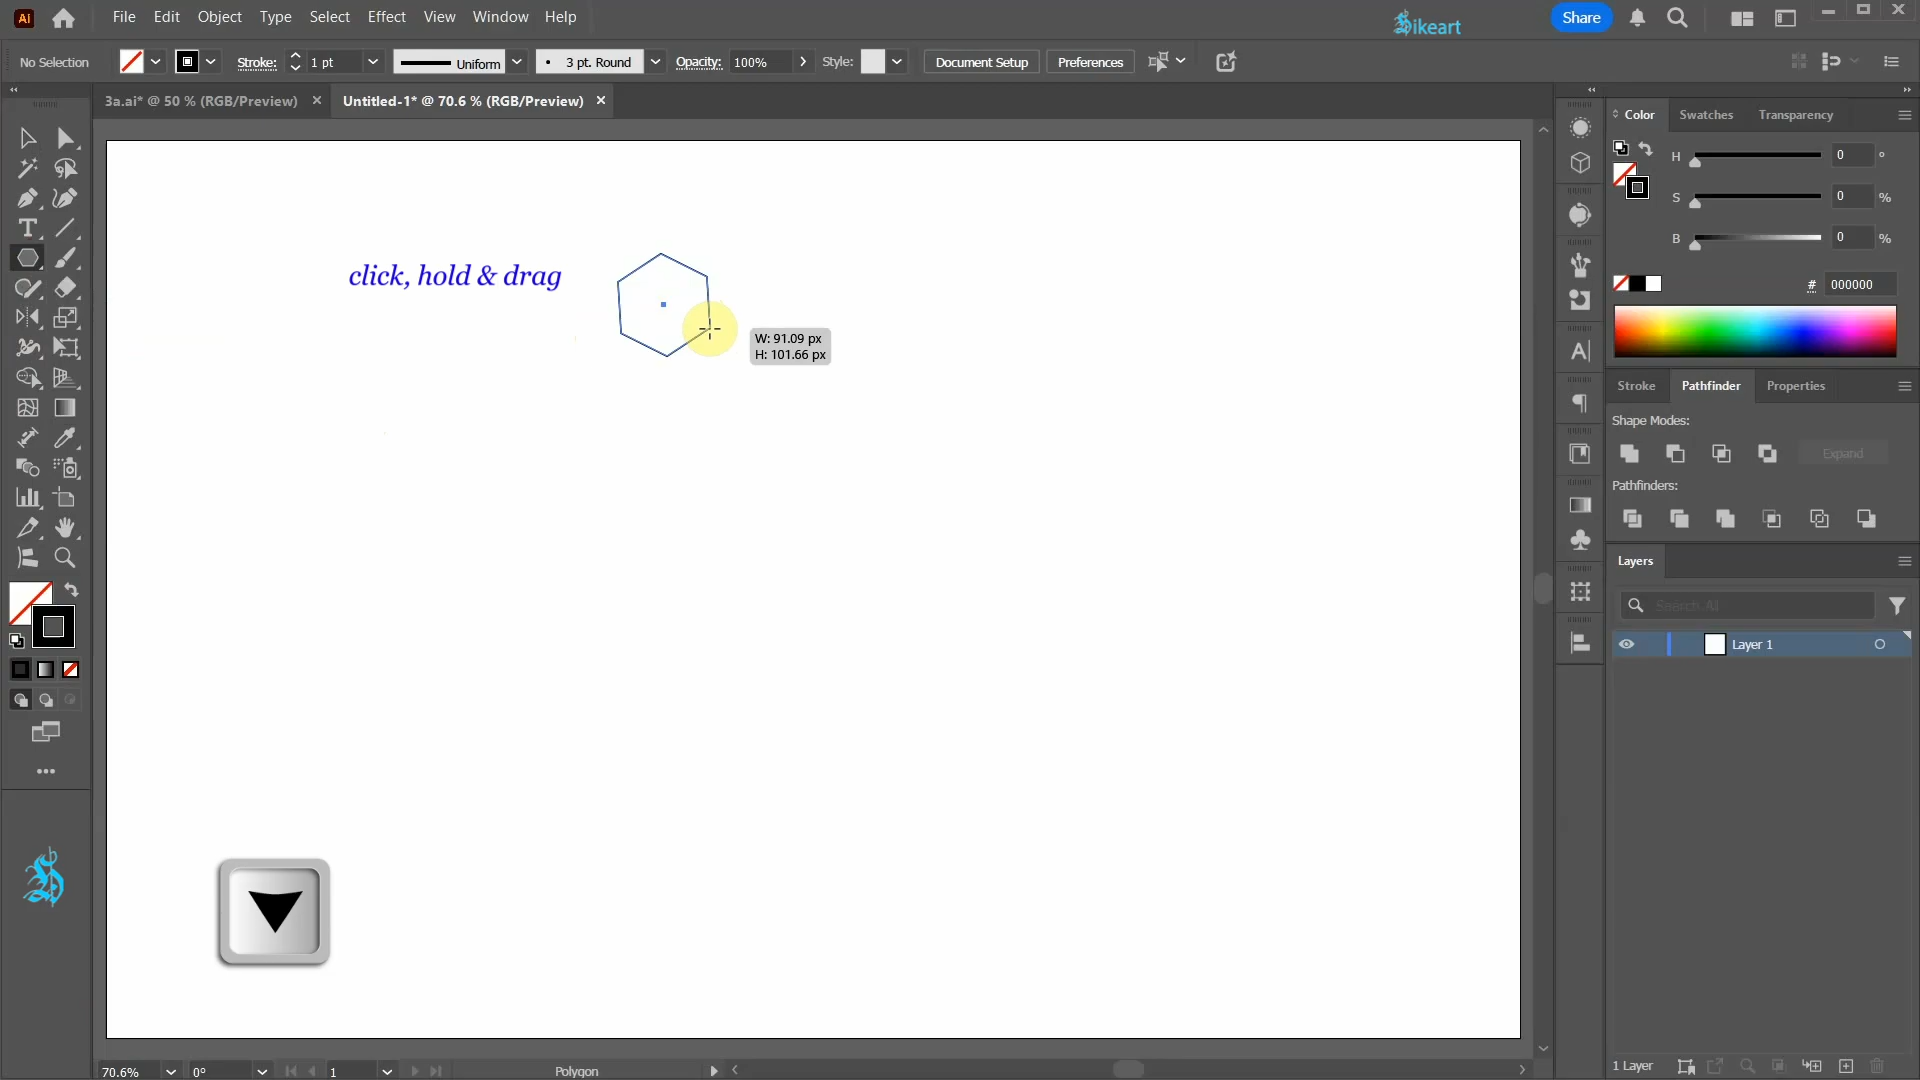 Ai File Edit Object Type Select Effect View Window Help Sikeart Share
No Selection Stroke: 1 pt Uniform 3 pt. Round Opacity: 100% Style: Document Setup Preferences
3a.ai* @ 50 % (RGB/Preview) × Untitled-1* @ 70.6 % (RGB/Preview) ×
Color Swatches Transparency
H 0 °
S 0 %
B 0 %
# 000000
click, hold & drag
W: 91.09 px
H: 101.66 px
Stroke Pathfinder Properties
Shape Modes:
Expand
Pathfinders:
Layers
Search All
Layer 1
1 Layer
70.6% 0° 1 Polygon